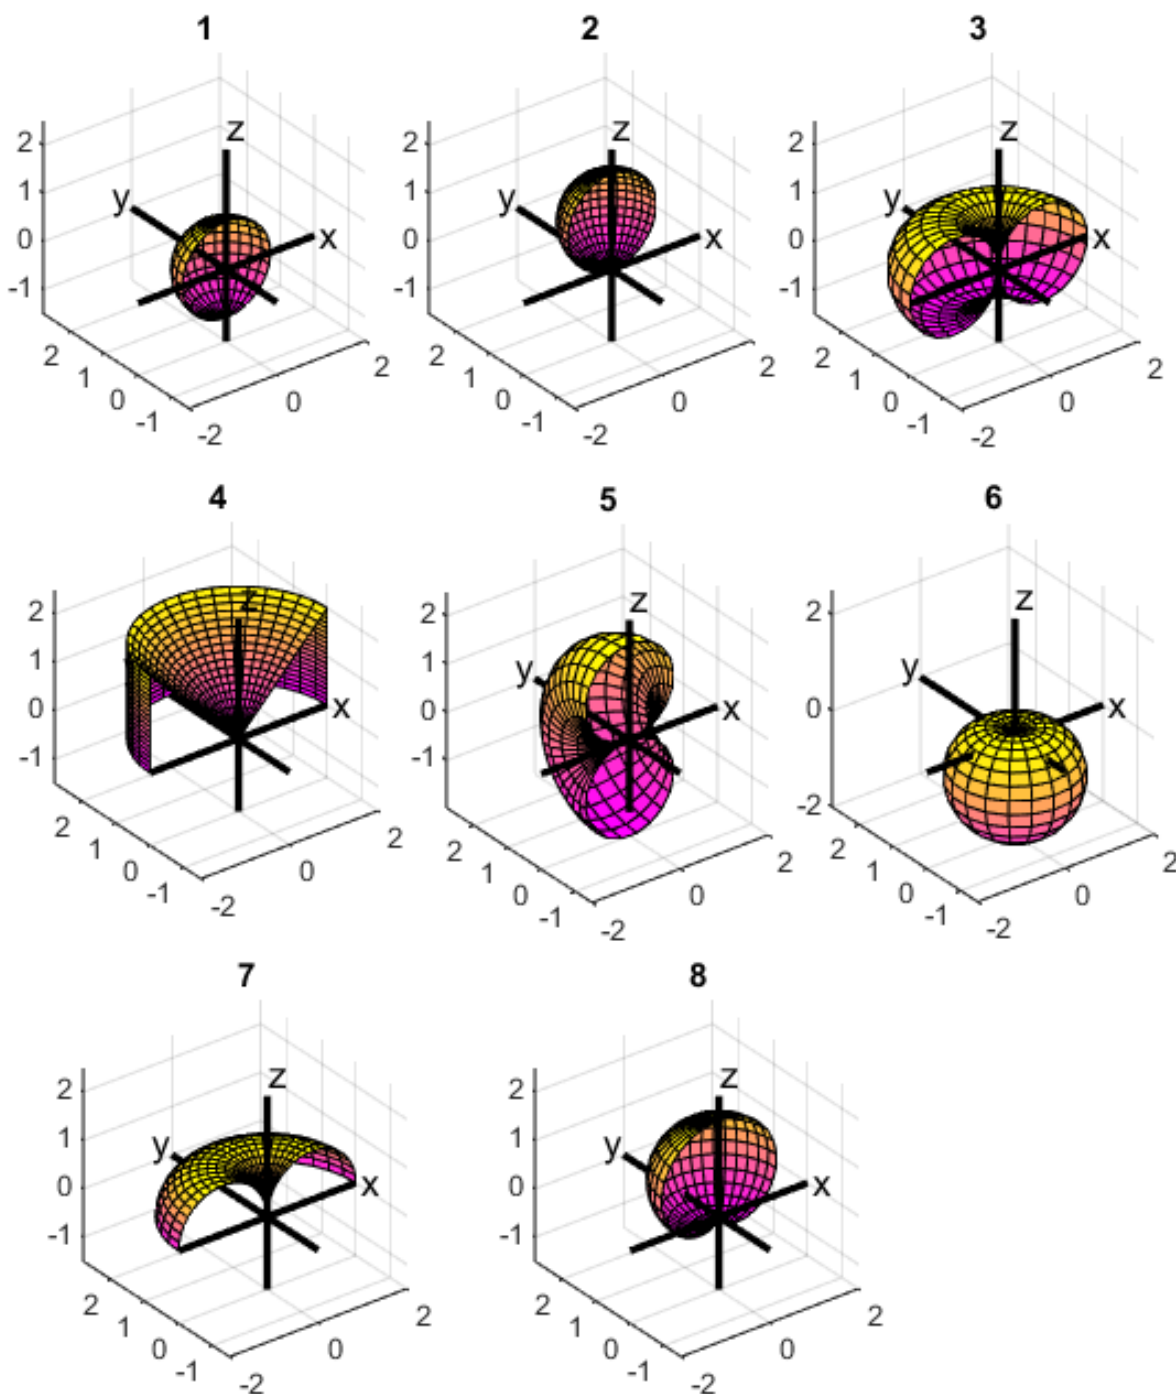 1 2 3
z z z
2 2 2
y y y
1 1 1
x x x
0 0 0
-1 -1 -1
2 2 2 2 2 2
1 0 1 0 1 0
0 0 0
-1 -2 -1 -2 -1 -2
4 5 6
z z z
2 2 2
y y
1 1
x x x
0 0 0
-1 -1 -2
2 2 2 2 2 2
1 0 1 0 1 0
0 0 0
-1 -2 -1 -2 -1 -2
7 8
z z
2 2
y y
1 1
x x
0 0
-1 -1
2 2 2 2
1 0 1 0
0 0
-1 -2 -1 -2